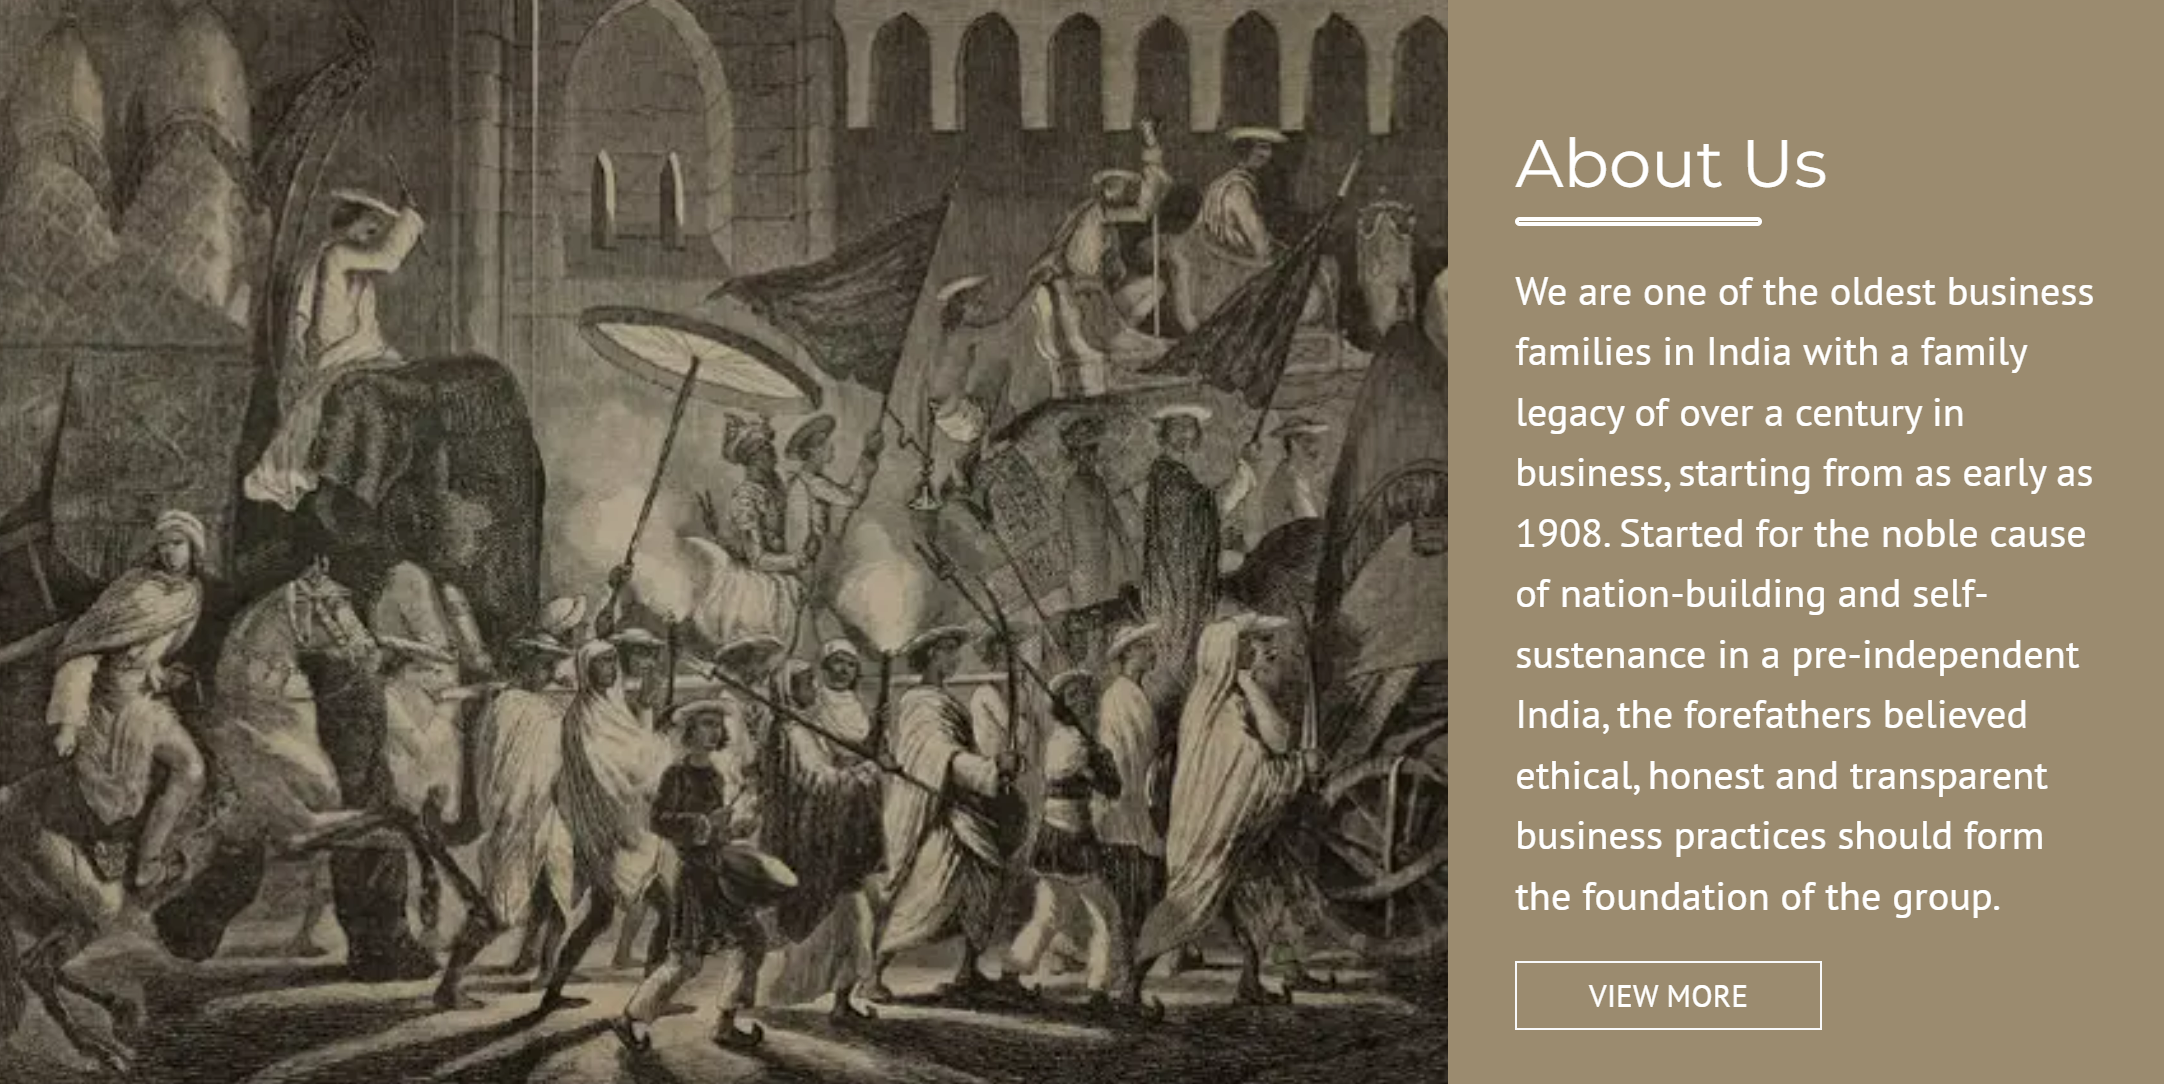 About Us
We are one of the oldest business
families in India with a family
legacy of over a century in
business, starting from as early as
1908. Started for the noble cause
of nation-building and self-
sustenance in a pre-independent
India, the forefathers believed
ethical, honest and transparent
business practices should form
the foundation of the group.
VIEW MORE